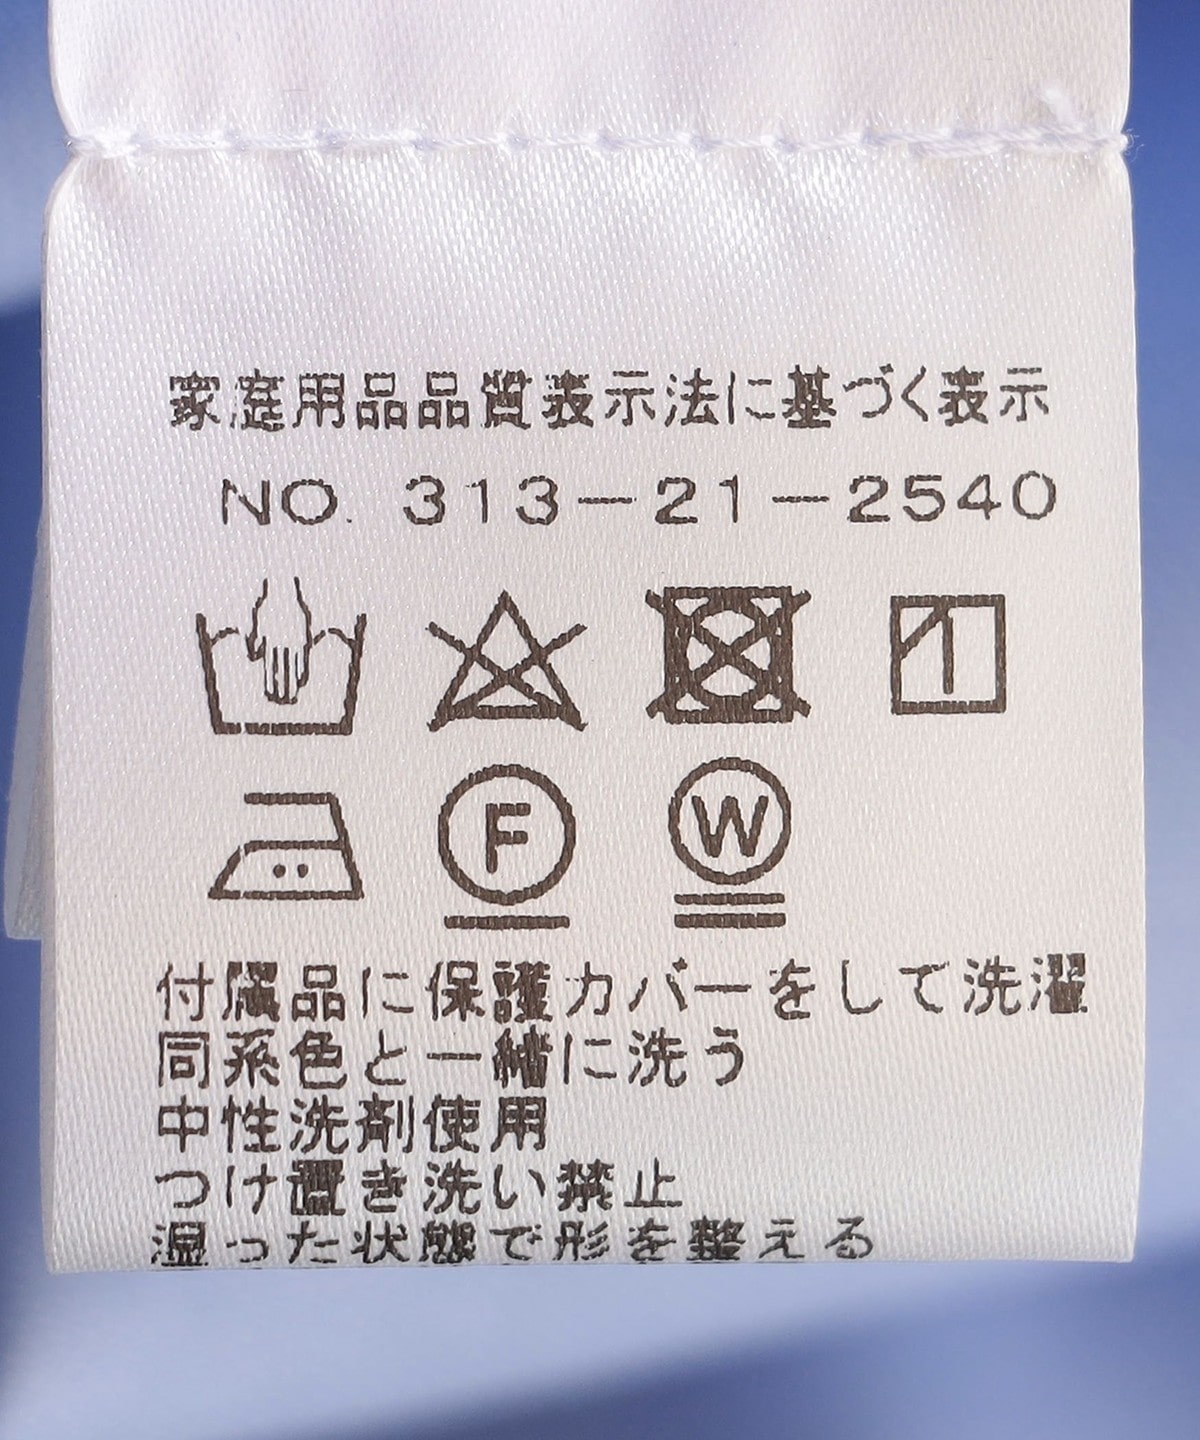 家庭用品品質表示法に基づく表示
NO. 313-21-2540
F W
付属品に保護カバーをして洗濯
同系色と一緒に洗う
中性洗剤使用
つけ置き洗い禁止
湿った状態で形を整える